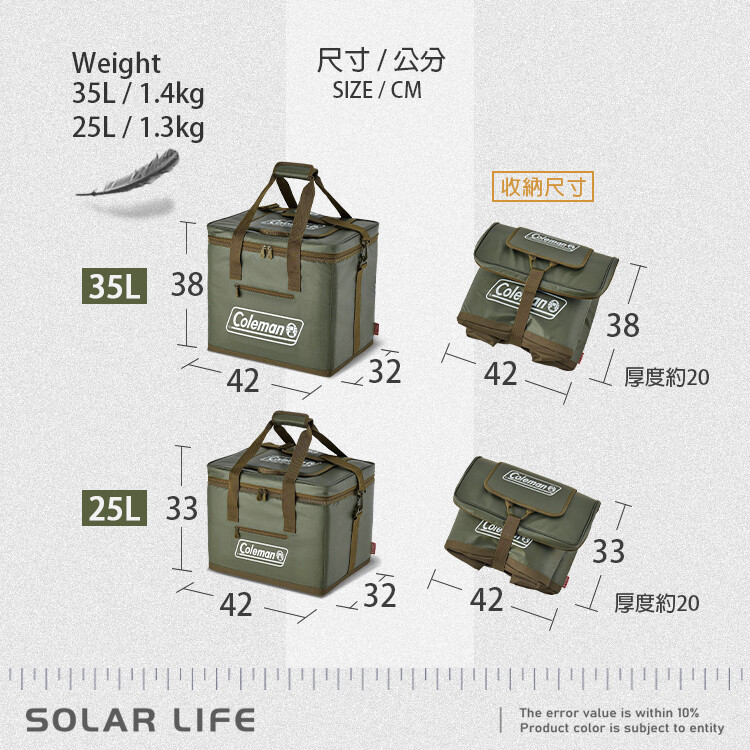 Weight
35L / 1.4kg
25L / 1.3kg
尺寸 / 公分
SIZE / CM
收納尺寸
35L
38
42
32
Coleman
Coleman
Coleman
38
42
厚度約20
25L
33
42
32
Coleman
Coleman
33
42
厚度約20
SOLAR LIFE
The error value is within 10%
Product color is subject to entity